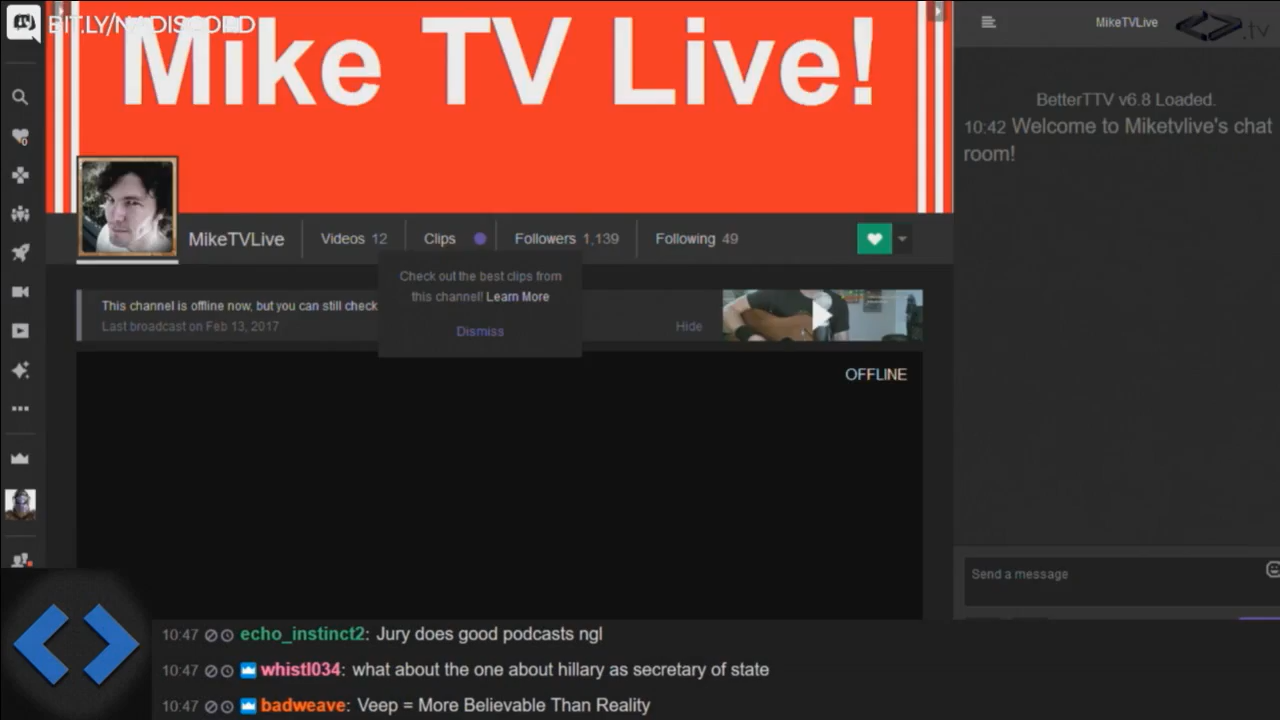 BIT.LY/NADISCORD
Mike TV Live!
MikeTVLive
.tv
BetterTTV v6.8 Loaded.
10:42 Welcome to Miketvlive's chat
room!
0
MikeTVLive
Videos 12
Clips
Followers 1,139
Following 49
Check out the best clips from
this channel! Learn More
Dismiss
This channel is offline now, but you can still check
Last broadcast on Feb 13, 2017
Hide
OFFLINE
Send a message
10:47 echo_instinct2: Jury does good podcasts ngl
10:47 whistl034: what about the one about hillary as secretary of state
10:47 badweave: Veep = More Believable Than Reality